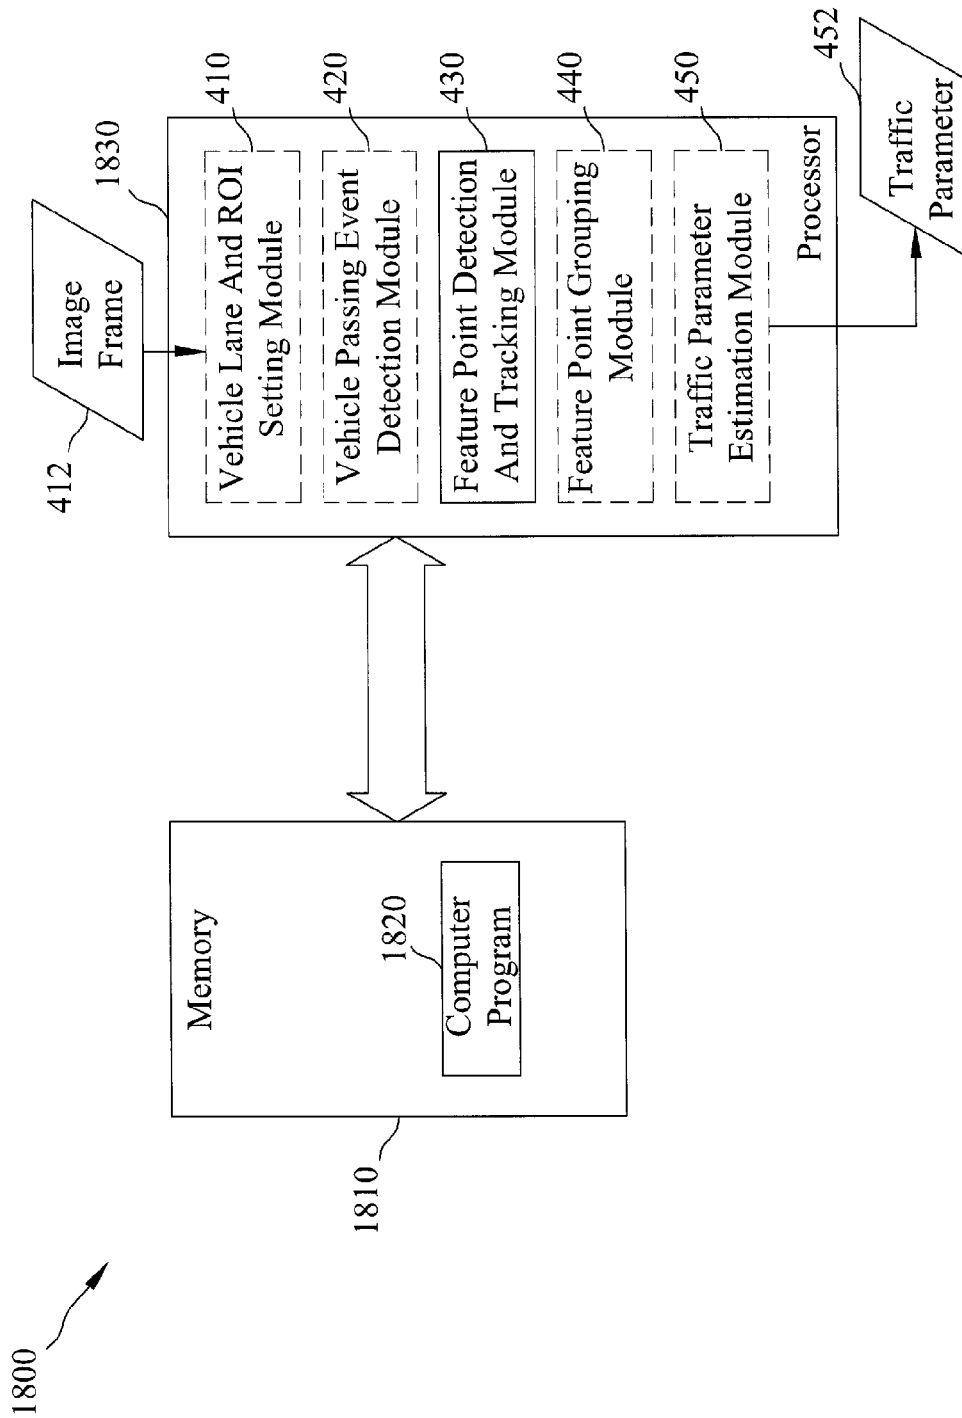 1800
1810
Memory
1820
Computer
Program
412
Image
Frame
1830
Vehicle Lane And ROI
Setting Module
410
Vehicle Passing Event
Detection Module
420
Feature Point Detection
And Tracking Module
430
Feature Point Grouping
Module
440
Traffic Parameter
Estimation Module
450
Processor
452
Traffic
Parameter